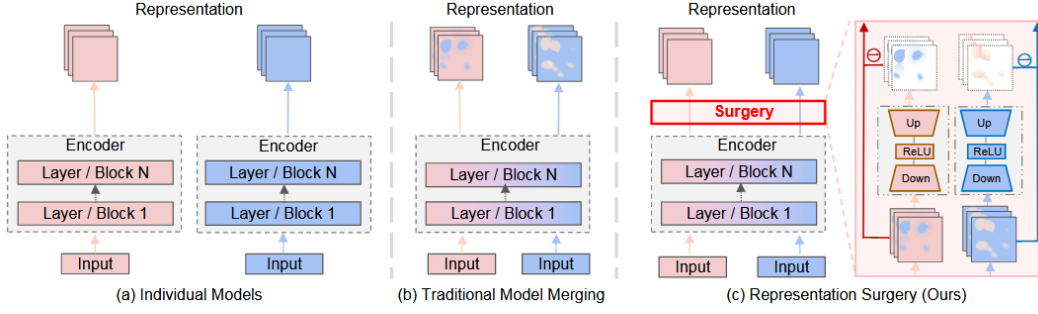 Representation
Encoder
Layer / Block N
Layer / Block 1
Input
Encoder
Layer / Block N
Layer / Block 1
Input
(a) Individual Models
Representation
Encoder
Layer / Block N
Layer / Block 1
Input
Input
(b) Traditional Model Merging
Representation
Surgery
Encoder
Layer / Block N
Layer / Block 1
Input
Input
Up
ReLU
Down
Up
ReLU
Down
(c) Representation Surgery (Ours)